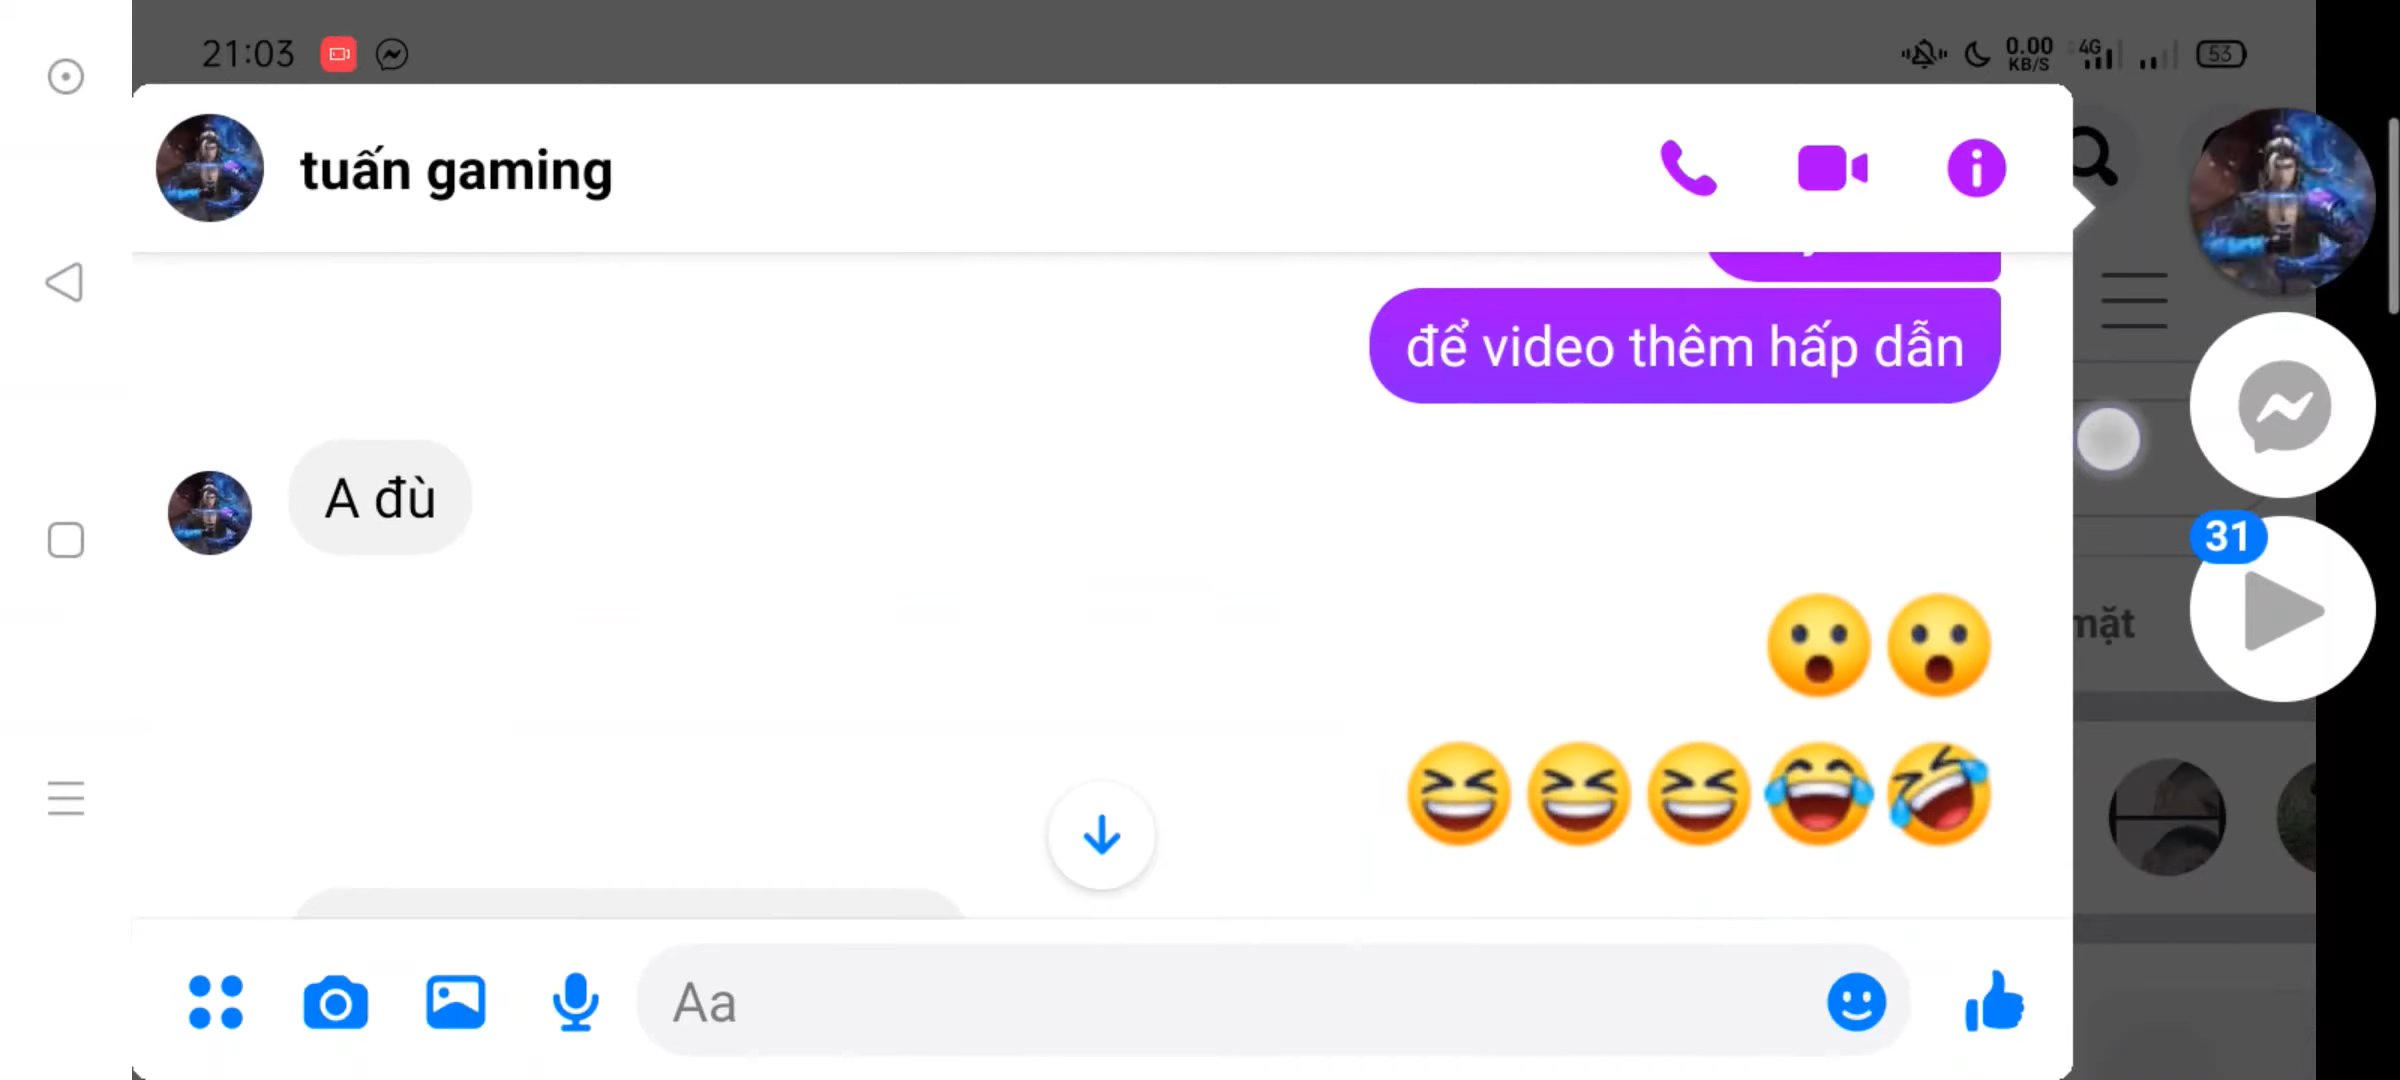 21:03
0.00
KB/S
4G
53
tuấn gaming
để video thêm hấp dẫn
A đù
31
mặt
😮😮
😆😆😆😂🤣
Aa